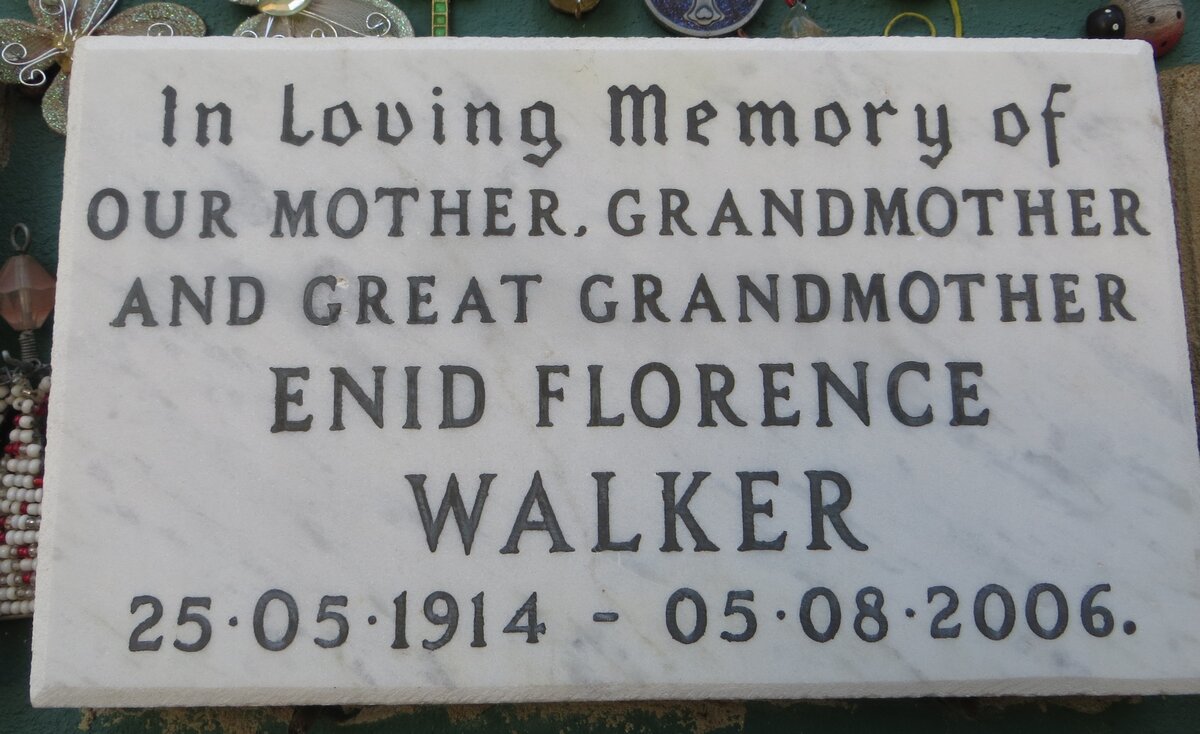 In Loving Memory of
OUR MOTHER, GRANDMOTHER
AND GREAT GRANDMOTHER
ENID FLORENCE
WALKER
25·05·1914 - 05·08·2006.